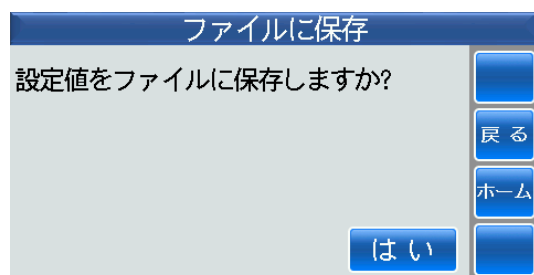 ファイルに保存
設定値をファイルに保存しますか?
戻る
ホーム
はい